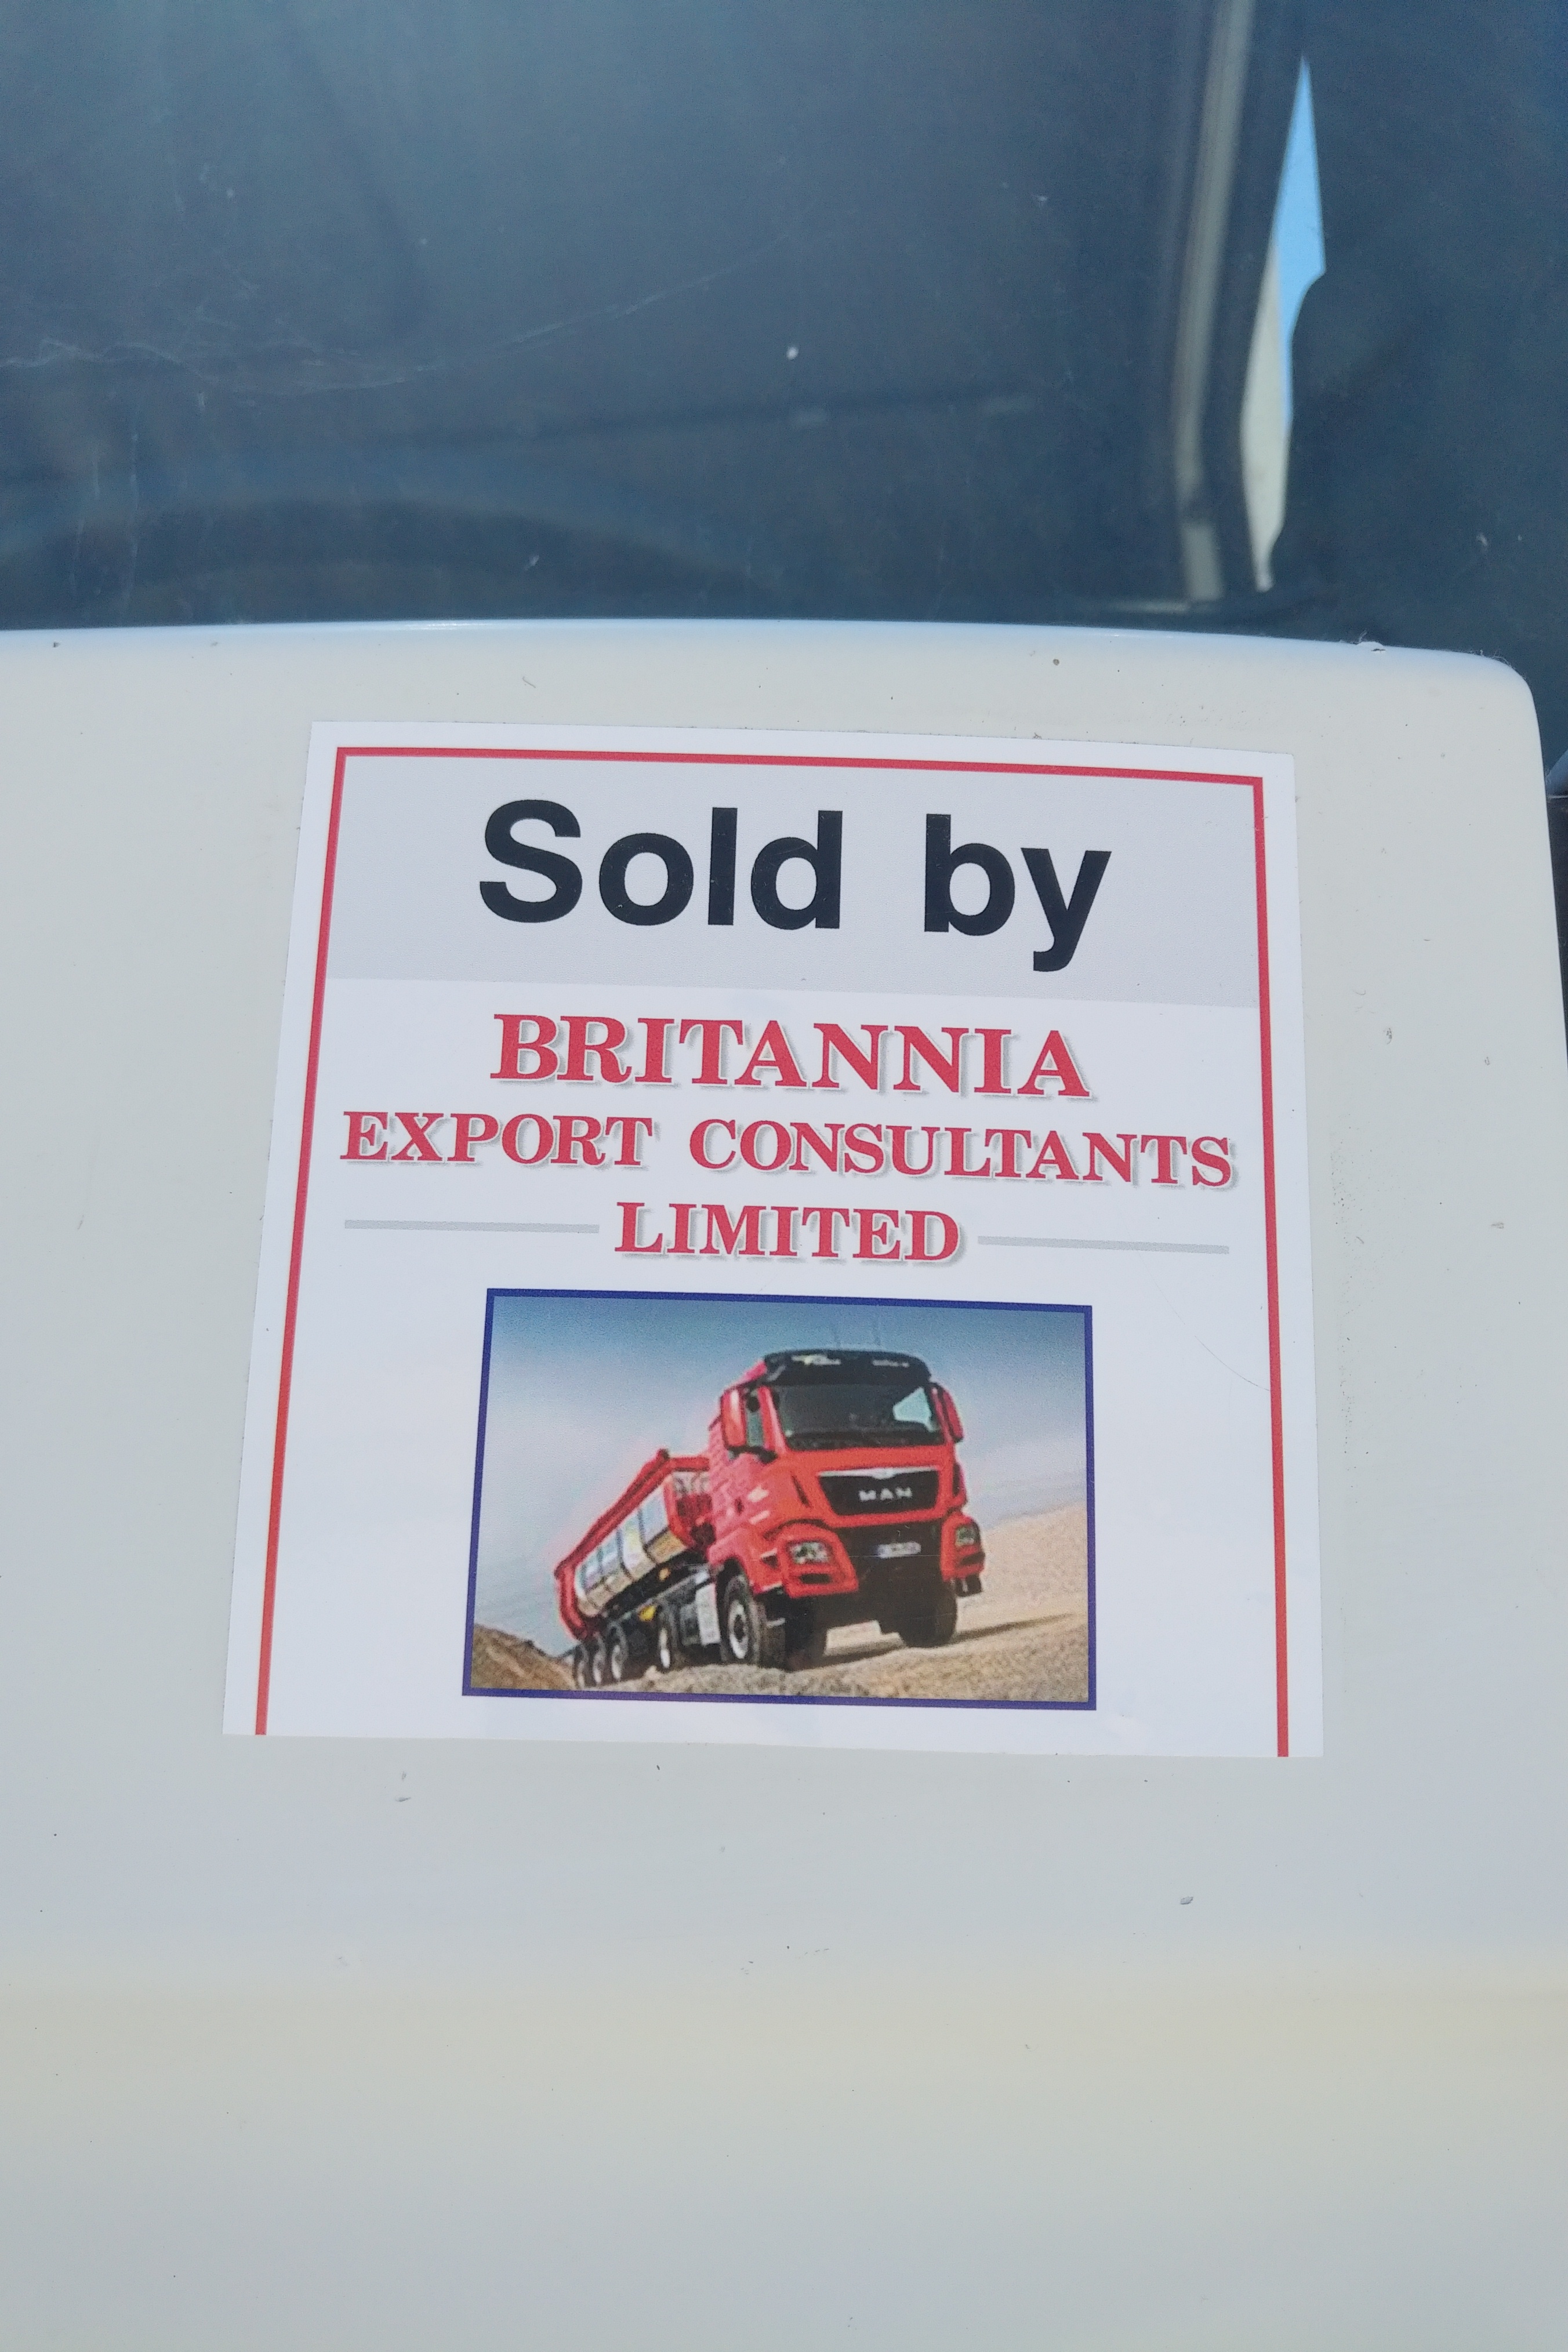 Sold by
BRITANNIA
EXPORT CONSULTANTS
LIMITED
MAN